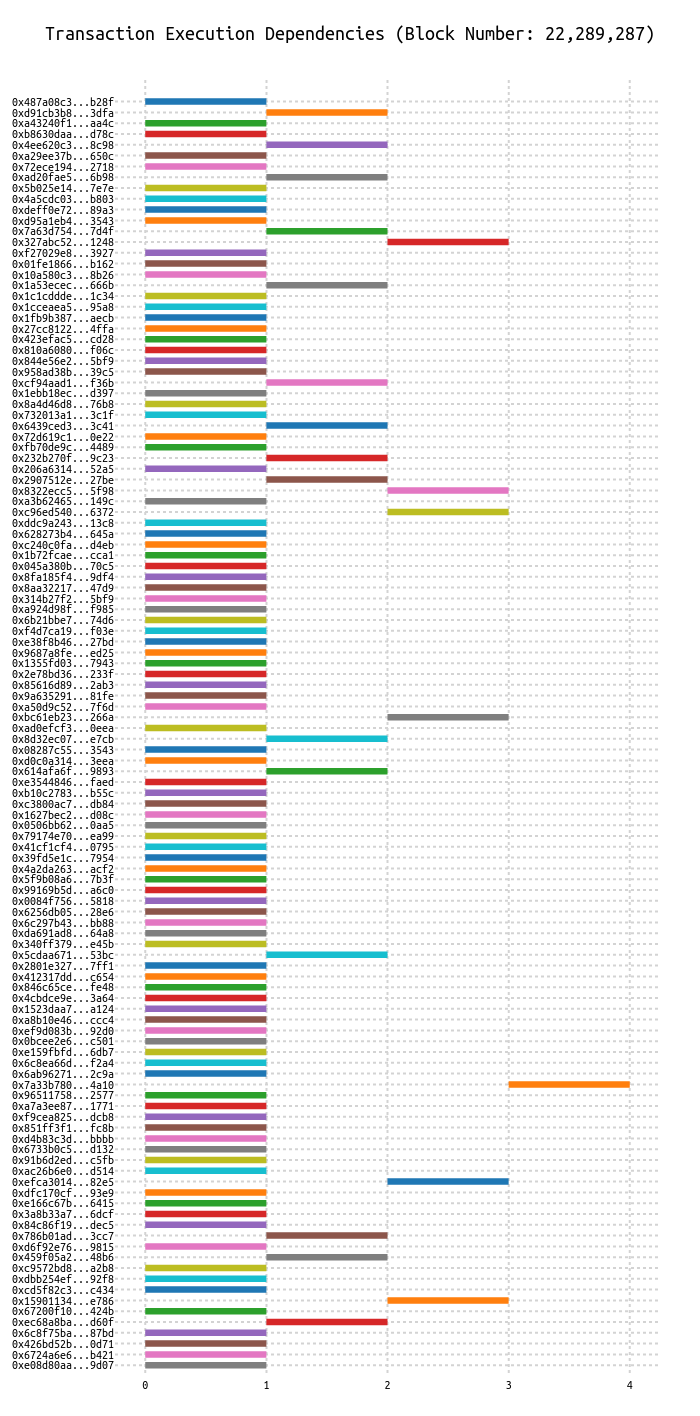 Transaction Execution Dependencies (Block Number: 22,289,287)
0x487a08c3...b28f
0xd91cb3b8...3dfa
0xa43240f1...aa4c
0xb8630daa...d78c
0x4ee620c3...8c98
0xa29ee37b...650c
0x72ece194...2718
0xad20fae5...6b98
0x5b025e14...7e7e
0x4a5cdc03...b803
0xdeff0e72...89a3
0xd95a1eb4...3543
0x7a63d754...7d4f
0x327abc52...1248
0xf27029e8...3927
0x01fe1866...b162
0x10a580c3...8b26
0x1a53ecec...666b
0x1c1cddde...1c34
0x1cceaea5...95a8
0x1fb9b387...aecb
0x27cc8122...4ffa
0x423efac5...cd28
0x810a6080...f06c
0x844e56e2...5bf9
0x958ad38b...39c5
0xcf94aad1...f36b
0x1ebb18ec...d397
0x8a4d46d8...76b8
0x732013a1...3c1f
0x6439ced3...3c41
0x72d619c1...0e22
0xfb70de9c...4489
0x232b270f...9c23
0x206a6314...52a5
0x2907512e...27be
0x8322ecc5...5f98
0xa3b62465...149c
0xc96ed540...6372
0xddc9a243...13c8
0x628273b4...645a
0xc240c0fa...d4eb
0x1b72fcae...cca1
0x045a380b...70c5
0x8fa185f4...9df4
0x8aa32217...47d9
0x314b27f2...5bf9
0xa924d98f...f985
0x6b21bbe7...74d6
0xf4d7ca19...f03e
0xe38f8b46...27bd
0x9687a8fe...ed25
0x1355fd03...7943
0x2e78bd36...233f
0x85616d89...2ab3
0x9a635291...81fe
0xa50d9c52...7f6d
0xbc61eb23...266a
0xad0efcf3...0eea
0x8d32ec07...e7cb
0x08287c55...3543
0xd0c0a314...3eea
0x614afa6f...9893
0xe3544846...faed
0xb10c2783...b55c
0xc3800ac7...db84
0x1627bec2...d08c
0x0506bb62...0aa5
0x79174e70...ea99
0x41cf1cf4...0795
0x39fd5e1c...7954
0x4a2da263...acf2
0x5f9b08a6...7b3f
0x99169b5d...a6c0
0x0084f756...5818
0x6256db05...28e6
0x6c297b43...bb88
0xda691ad8...64a8
0x340ff379...e45b
0x5cdaa671...53bc
0x2801e327...7ff1
0x412317dd...c654
0x846c65ce...fe48
0x4cbdce9e...3a64
0x1523daa7...a124
0xa8b10e46...ccc4
0xef9d083b...92d0
0x0bcee2e6...c501
0xe159fbfd...6db7
0x6c8ea66d...f2a4
0x6ab96271...2c9a
0x7a33b780...4a10
0x96511758...2577
0xa7a3ee87...1771
0xf9cea825...dcb8
0x851ff3f1...fc8b
0xd4b83c3d...bbbb
0x6733b0c5...d132
0x91b6d2ed...c5fb
0xac26b6e0...d514
0xefca3014...82e5
0xdfc170cf...93e9
0xe166c67b...6415
0x3a8b33a7...6dcf
0x84c86f19...dec5
0x786b01ad...3cc7
0xd6f92e76...9815
0x459f05a2...48b6
0xc9572bd8...a2b8
0xdbb254ef...92f8
0xcd5f82c3...c434
0x15901134...e786
0x67200f10...424b
0xec68a8ba...d60f
0x6c8f75ba...87bd
0x426bd52b...0d71
0x6724a6e6...b421
0xe08d80aa...9d07
0 1 2 3 4